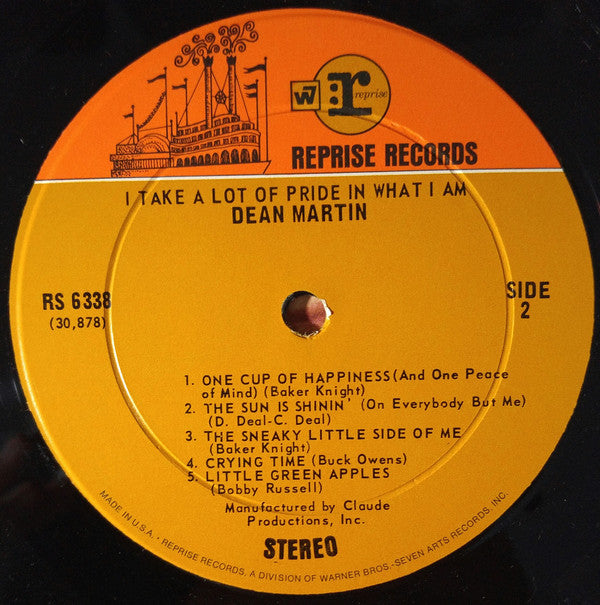 W7
r reprise
REPRISE RECORDS
I TAKE A LOT OF PRIDE IN WHAT I AM
DEAN MARTIN
RS 6338
(30,878)
SIDE
2
1. ONE CUP OF HAPPINESS (And One Peace
of Mind) (Baker Knight)
2. THE SUN IS SHININ' (On Everybody But Me)
(D. Deal-C. Deal)
3. THE SNEAKY LITTLE SIDE OF ME
(Baker Knight)
4. CRYING TIME (Buck Owens)
5. LITTLE GREEN APPLES
(Bobby Russell)
Manufactured by Claude
Productions, Inc.
STEREO
MADE IN U.S.A. • REPRISE RECORDS, A DIVISION OF WARNER BROS.-SEVEN ARTS RECORDS, INC.